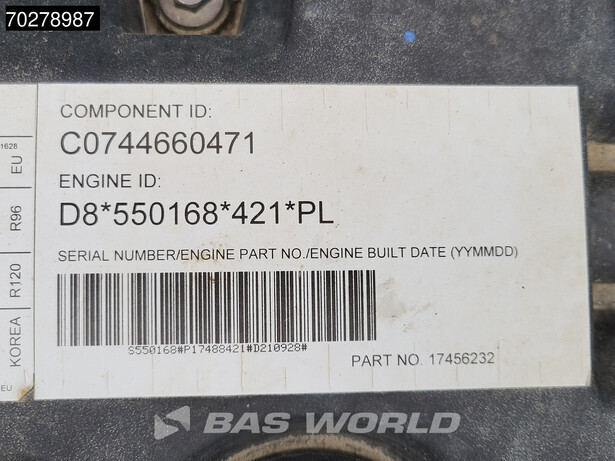 70278987
COMPONENT ID:
C0744660471
ENGINE ID:
D8*550168*421*PL
SERIAL NUMBER/ENGINE PART NO./ENGINE BUILT DATE (YYMMDD)
S550168#P17488421#D210928#
PART NO. 17456232
1628
EU
R96
R120
KOREA
EU
BAS WORLD